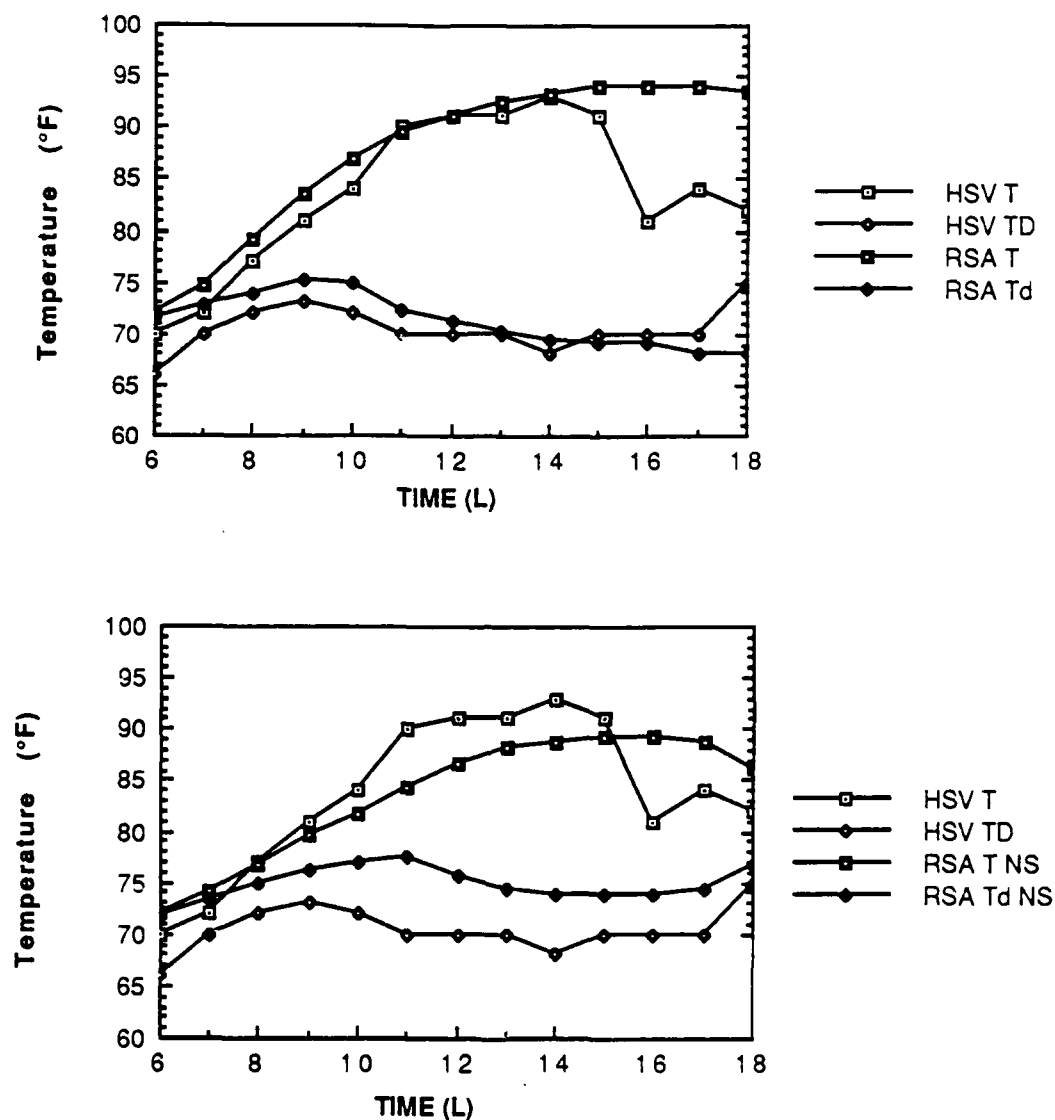 100
95
90
85
80
75
70
65
60
Temperature (°F)
6 8 10 12 14 16 18
TIME (L)
HSV T
HSV TD
RSA T
RSA Td
100
95
90
85
80
75
70
65
60
Temperature (°F)
6 8 10 12 14 16 18
TIME (L)
HSV T
HSV TD
RSA T NS
RSA Td NS